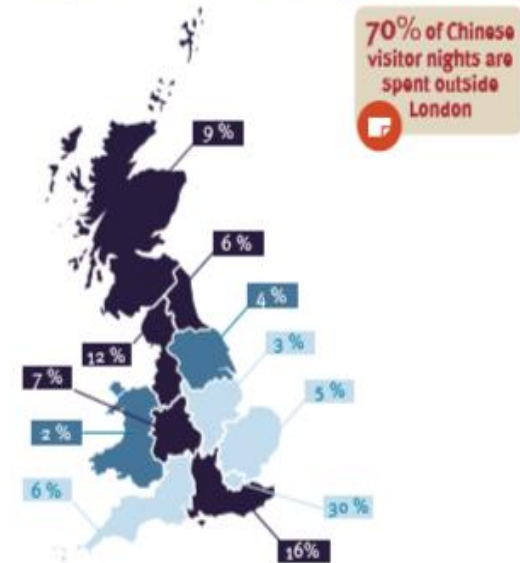 70% of Chinese
visitor nights are
spent outside
London
9 %
6 %
4 %
3 %
12 %
7 %
5 %
2 %
6 %
30 %
16%